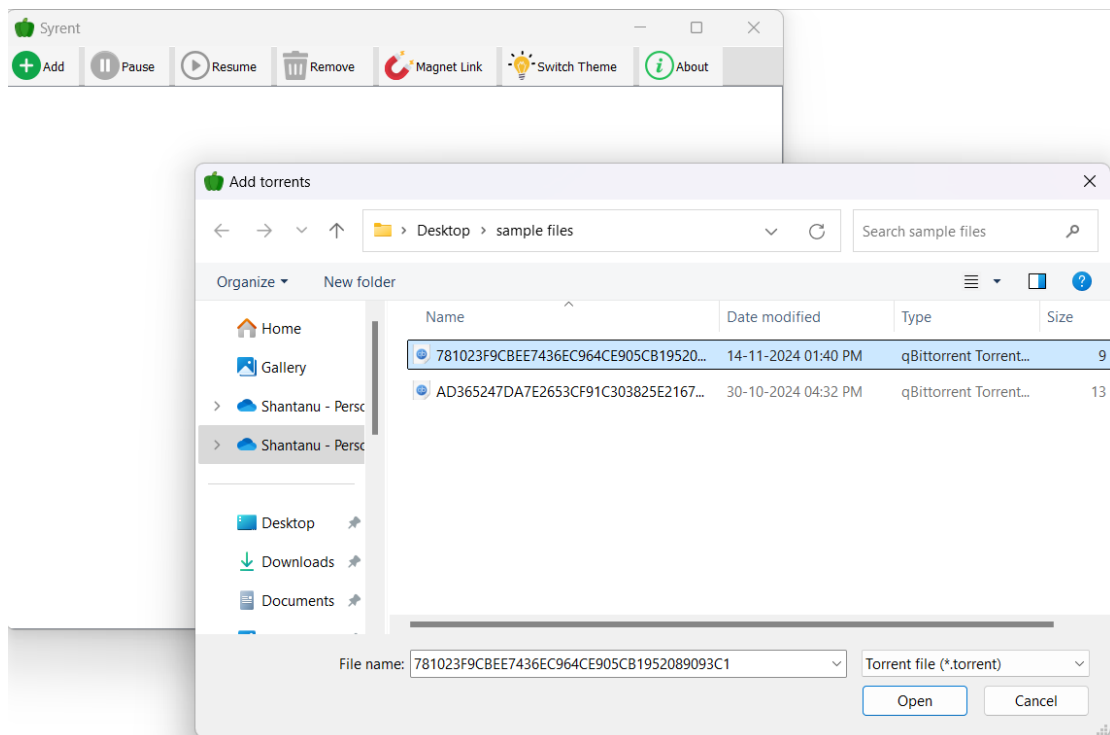 Syrent
Add Pause Resume Remove Magnet Link Switch Theme About
Add torrents
Desktop sample files
Search sample files
Organize New folder
Name Date modified Type Size
Home
Gallery
Shantanu - Perso
Shantanu - Perso
Desktop
Downloads
Documents
781023F9CBEE7436EC964CE905CB19520... 14-11-2024 01:40 PM qBittorrent Torrent... 9
AD365247DA7E2653CF91C303825E2167... 30-10-2024 04:32 PM qBittorrent Torrent... 13
File name: 781023F9CBEE7436EC964CE905CB1952089093C1 Torrent file (*.torrent)
Open Cancel